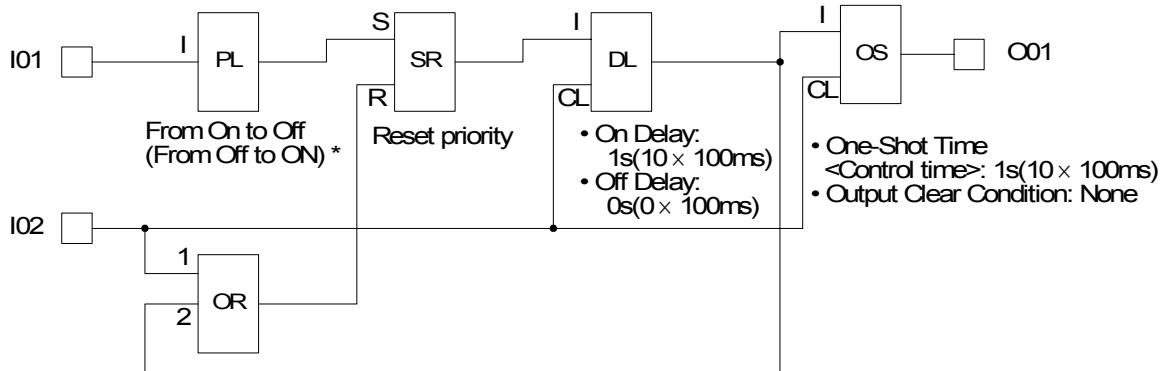 I01
I
PL
From On to Off
(From Off to ON) *
S
R
SR
Reset priority
I
CL
DL
• On Delay:
1s(10 × 100ms)
• Off Delay:
0s(0 × 100ms)
I
CL
OS
O01
• One-Shot Time
<Control time>: 1s(10 × 100ms)
• Output Clear Condition: None
I02
1
2
OR